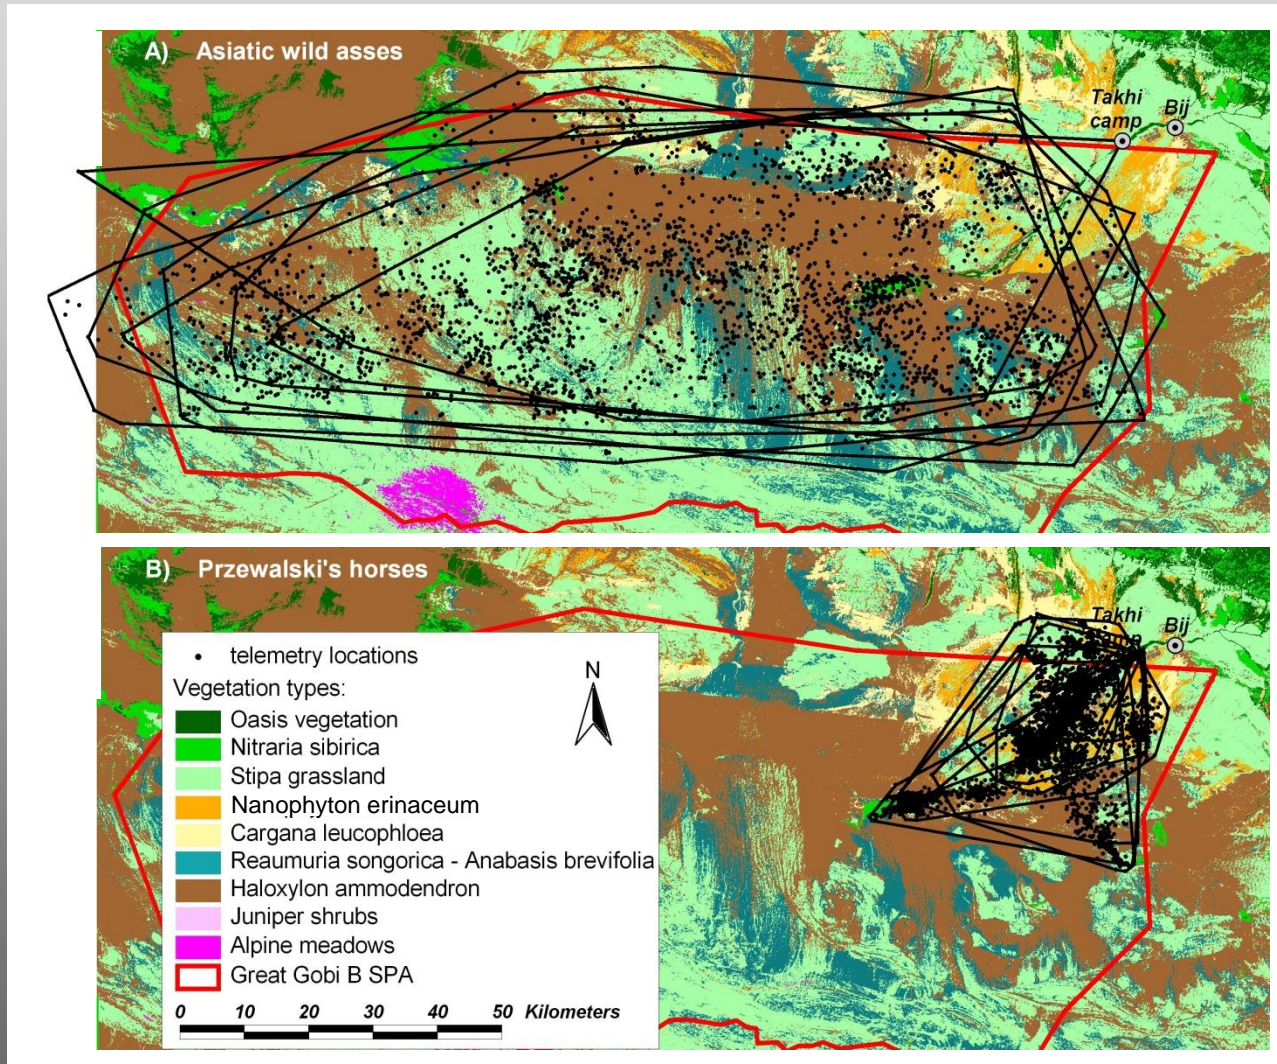 A) Asiatic wild asses
Takhi
camp
Bij
B) Przewalski's horses
Takhi
Bij
• telemetry locations
N
Vegetation types:
Oasis vegetation
Nitraria sibirica
Stipa grassland
Nanophyton erinaceum
Cargana leucophloea
Reaumuria songorica - Anabasis brevifolia
Haloxylon ammodendron
Juniper shrubs
Alpine meadows
Great Gobi B SPA
0 10 20 30 40 50 Kilometers